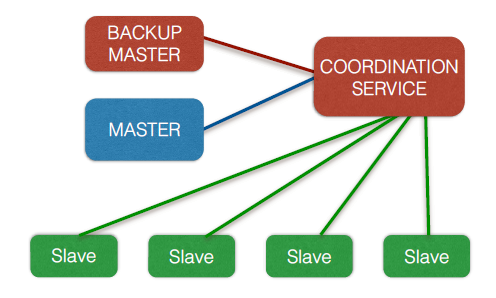 BACKUP
MASTER
COORDINATION
SERVICE
MASTER
Slave
Slave
Slave
Slave